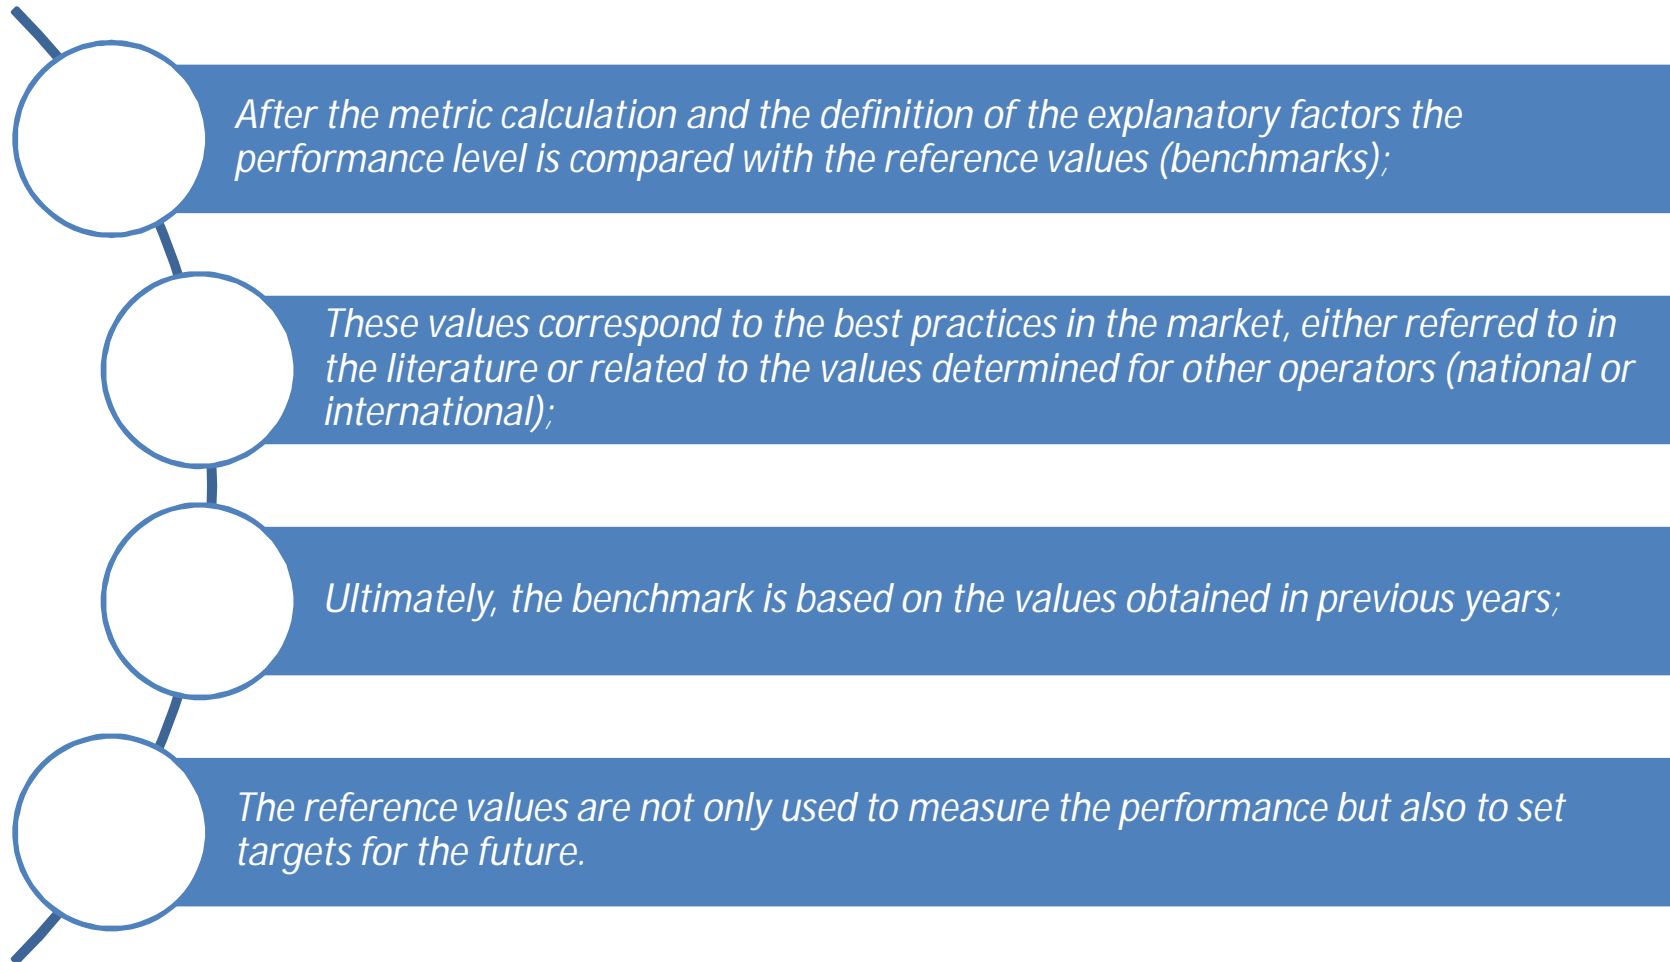 After the metric calculation and the definition of the explanatory factors the
performance level is compared with the reference values (benchmarks);
These values correspond to the best practices in the market, either referred to in
the literature or related to the values determined for other operators (national or
international);
Ultimately, the benchmark is based on the values obtained in previous years;
The reference values are not only used to measure the performance but also to set
targets for the future.